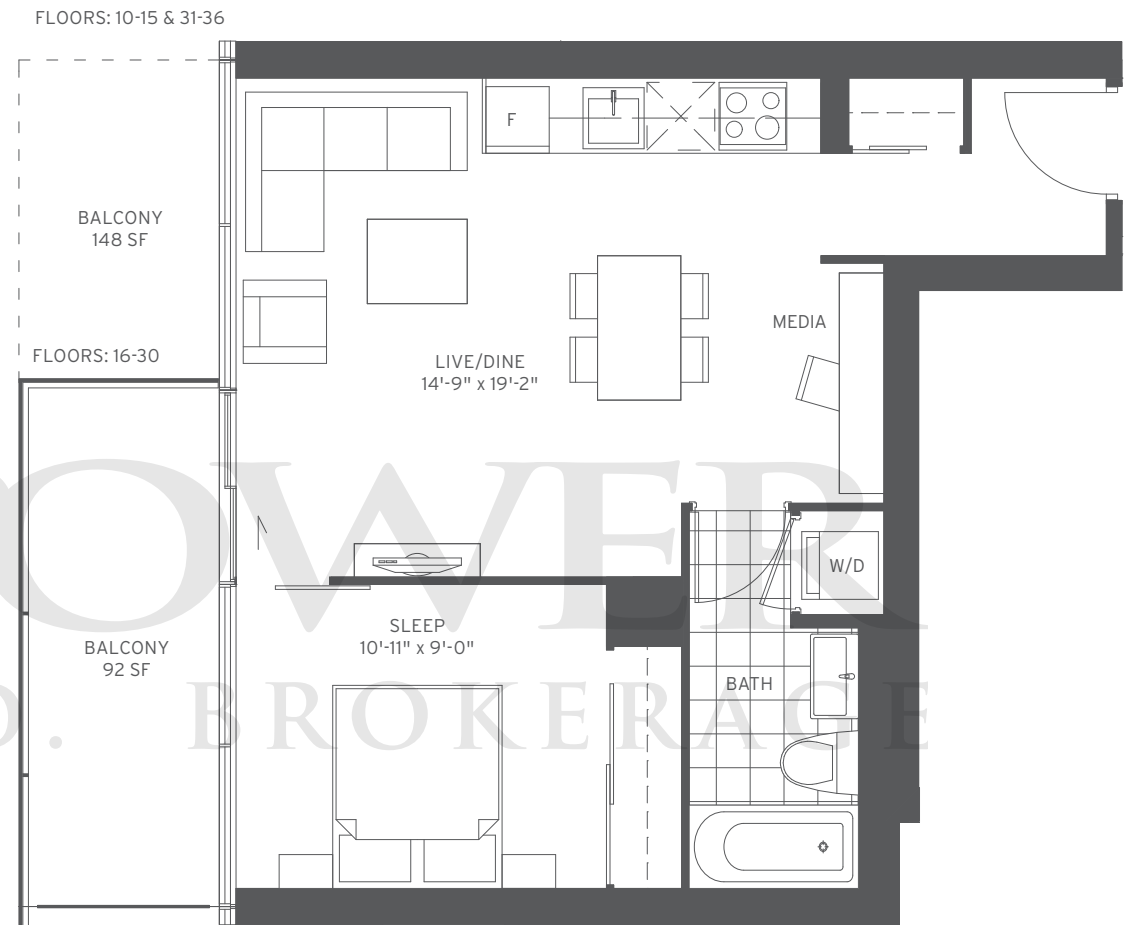 FLOORS: 10-15 & 31-36
F
BALCONY
148 SF
MEDIA
FLOORS: 16-30
LIVE/DINE
14'-9" x 19'-2"
W/D
SLEEP
10'-11" x 9'-0"
BALCONY
92 SF
BATH
OWER
D. BROKERAGE